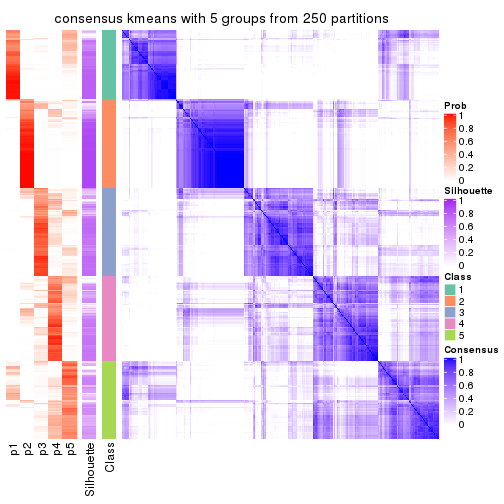 consensus kmeans with 5 groups from 250 partitions
Prob
1
0.8
0.6
0.4
0.2
0
Silhouette
1
0.8
0.6
0.4
0.2
0
Class
1
2
3
4
5
Consensus
1
0.8
0.6
0.4
0.2
0
p1
p2
p3
p4
p5
Silhouette
Class